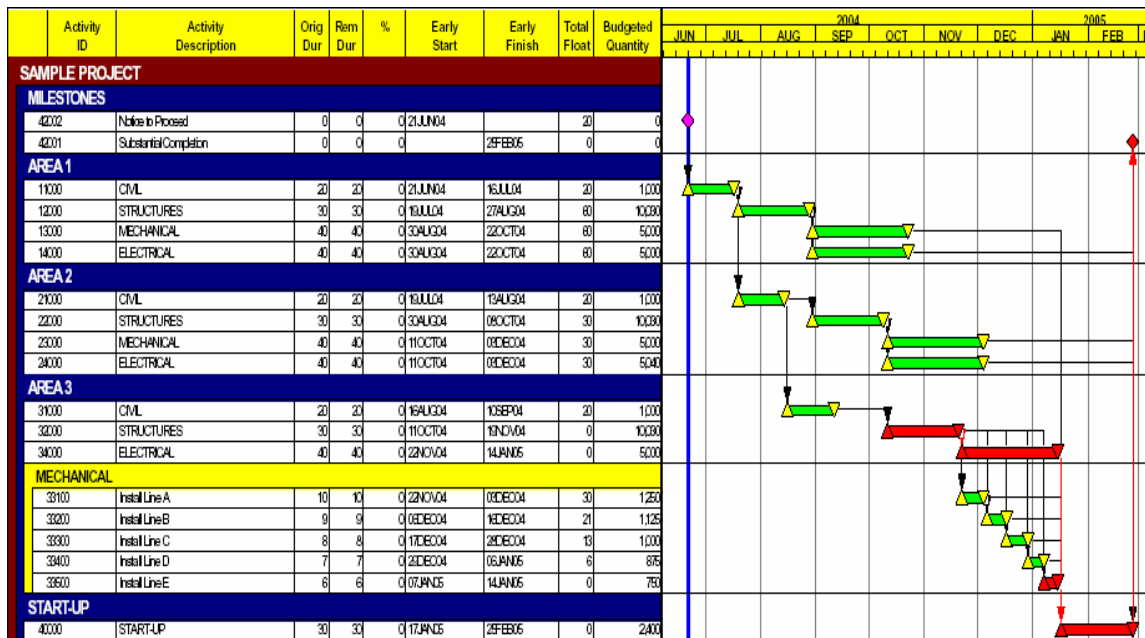 Activity ID Activity Description Orig Dur Rem Dur % Early Start Early Finish Total Float Budgeted Quantity
2004 2005
JUN JUL AUG SEP OCT NOV DEC JAN FEB
SAMPLE PROJECT
MILESTONES
42002 Notice to Proceed 0 0 0 21JUN04 20 0
42001 Substantial Completion 0 0 0 25FEB05 0 0
AREA 1
11000 CIVIL 20 20 0 21JUN04 16JUL04 20 1,000
12000 STRUCTURES 30 30 0 19JUL04 27AUG04 60 10,080
13000 MECHANICAL 40 40 0 30AUG04 22OCT04 60 5,000
14000 ELECTRICAL 40 40 0 30AUG04 22OCT04 60 5,000
AREA 2
21000 CIVIL 20 20 0 19JUL04 13AUG04 20 1,000
22000 STRUCTURES 30 30 0 30AUG04 08OCT04 30 10,080
23000 MECHANICAL 40 40 0 11OCT04 03DEC04 30 5,000
24000 ELECTRICAL 40 40 0 11OCT04 03DEC04 30 5,040
AREA 3
31000 CIVIL 20 20 0 16AUG04 10SEP04 20 1,000
32000 STRUCTURES 30 30 0 11OCT04 19NOV04 0 10,080
34000 ELECTRICAL 40 40 0 22NOV04 14JAN05 0 5,000
MECHANICAL
33100 Install Line A 10 10 0 22NOV04 03DEC04 30 1,250
33200 Install Line B 9 9 0 06DEC04 16DEC04 21 1,125
33300 Install Line C 8 8 0 17DEC04 28DEC04 13 1,000
33400 Install Line D 7 7 0 29DEC04 06JAN05 6 875
33500 Install Line E 6 6 0 07JAN05 14JAN05 0 750
START-UP
40000 START-UP 30 30 0 17JAN05 25FEB05 0 2,400